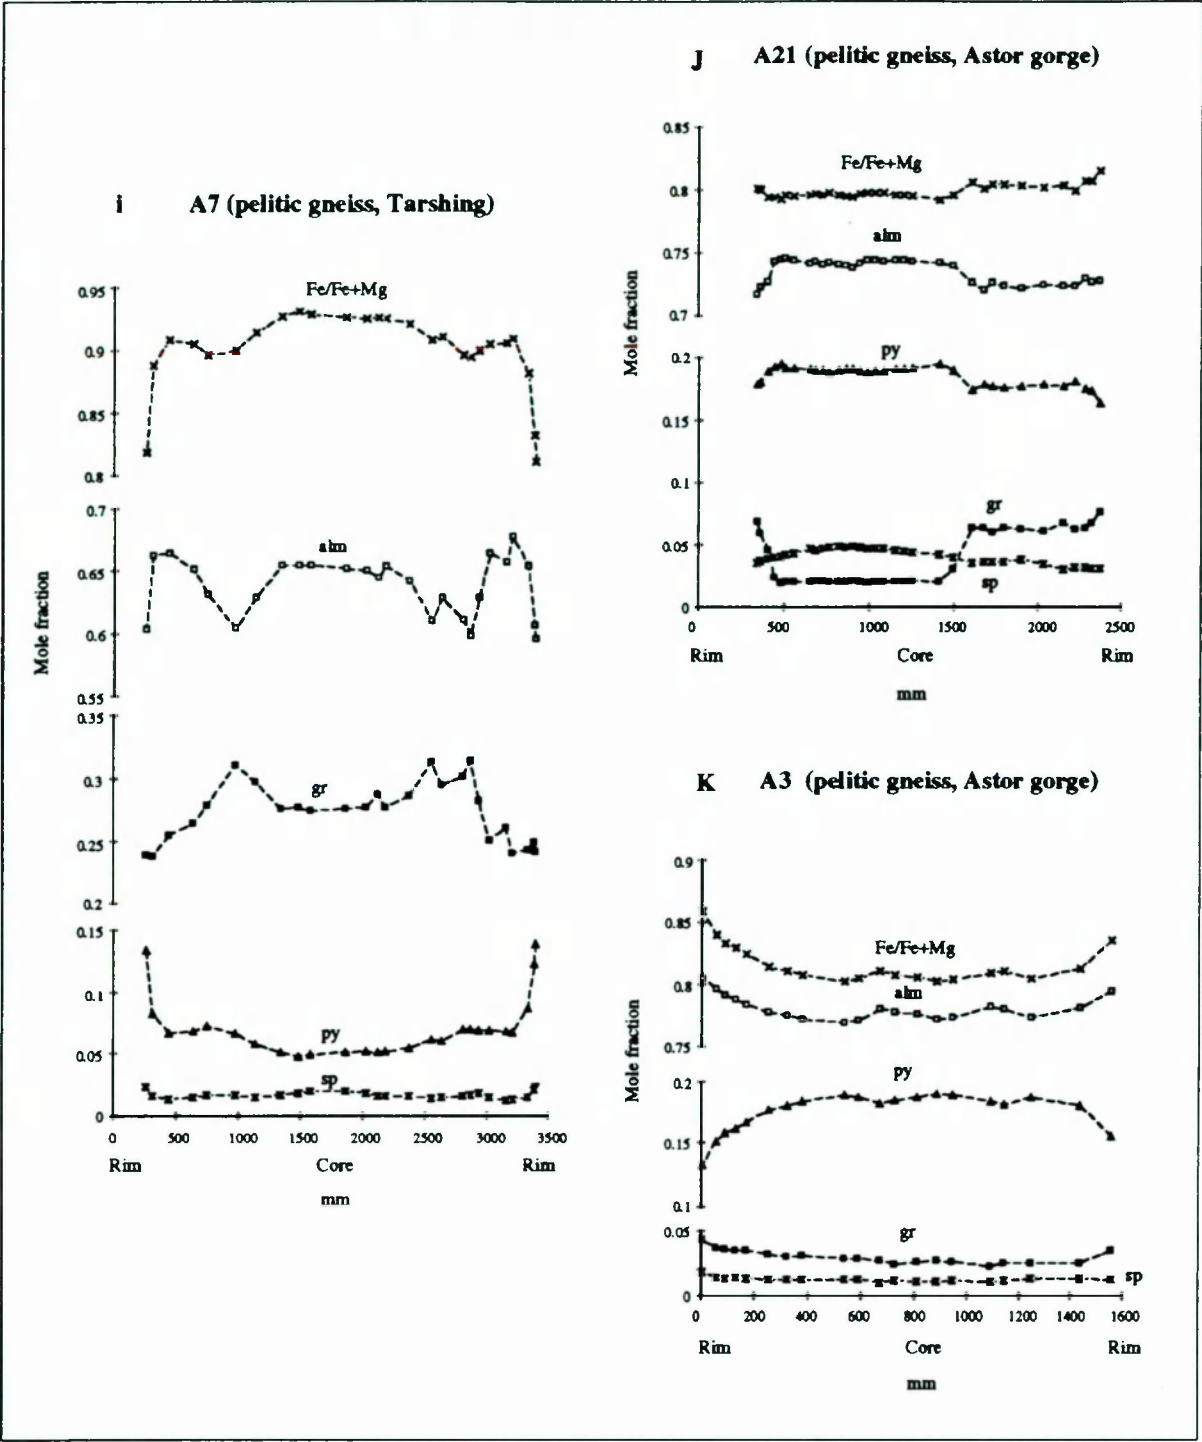 i A7 (pelitic gneiss, Tarshing)
0.95
Fe/Fe+Mg
0.9
0.85
0.8
0.7
alm
0.65
0.6
0.55
Mole fraction
0.35
0.3
gr
0.25
0.2
0.15
0.1
py
0.05
sp
0
0 500 1000 1500 2000 2500 3000 3500
Rim Core Rim
mm
J A21 (pelitic gneiss, Astor gorge)
0.85
Fe/Fe+Mg
0.8
alm
0.75
0.7
Mole fraction
py
0.2
0.15
0.1
gr
0.05
sp
0
0 500 1000 1500 2000 2500
Rim Core Rim
mm
K A3 (pelitic gneiss, Astor gorge)
0.9
0.85
Fe/Fe+Mg
0.8
alm
0.75
Mole fraction
py
0.2
0.15
0.1
0.05
gr
sp
0
0 200 400 600 800 1000 1200 1400 1600
Rim Core Rim
mm